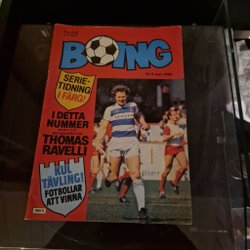 BOING
SERIE-
TIDNING
I FÄRG!
I DETTA
NUMMER
THOMAS
RAVELLI
KUL
TÄVLING!
FOTBOLLAR
ATT VINNA